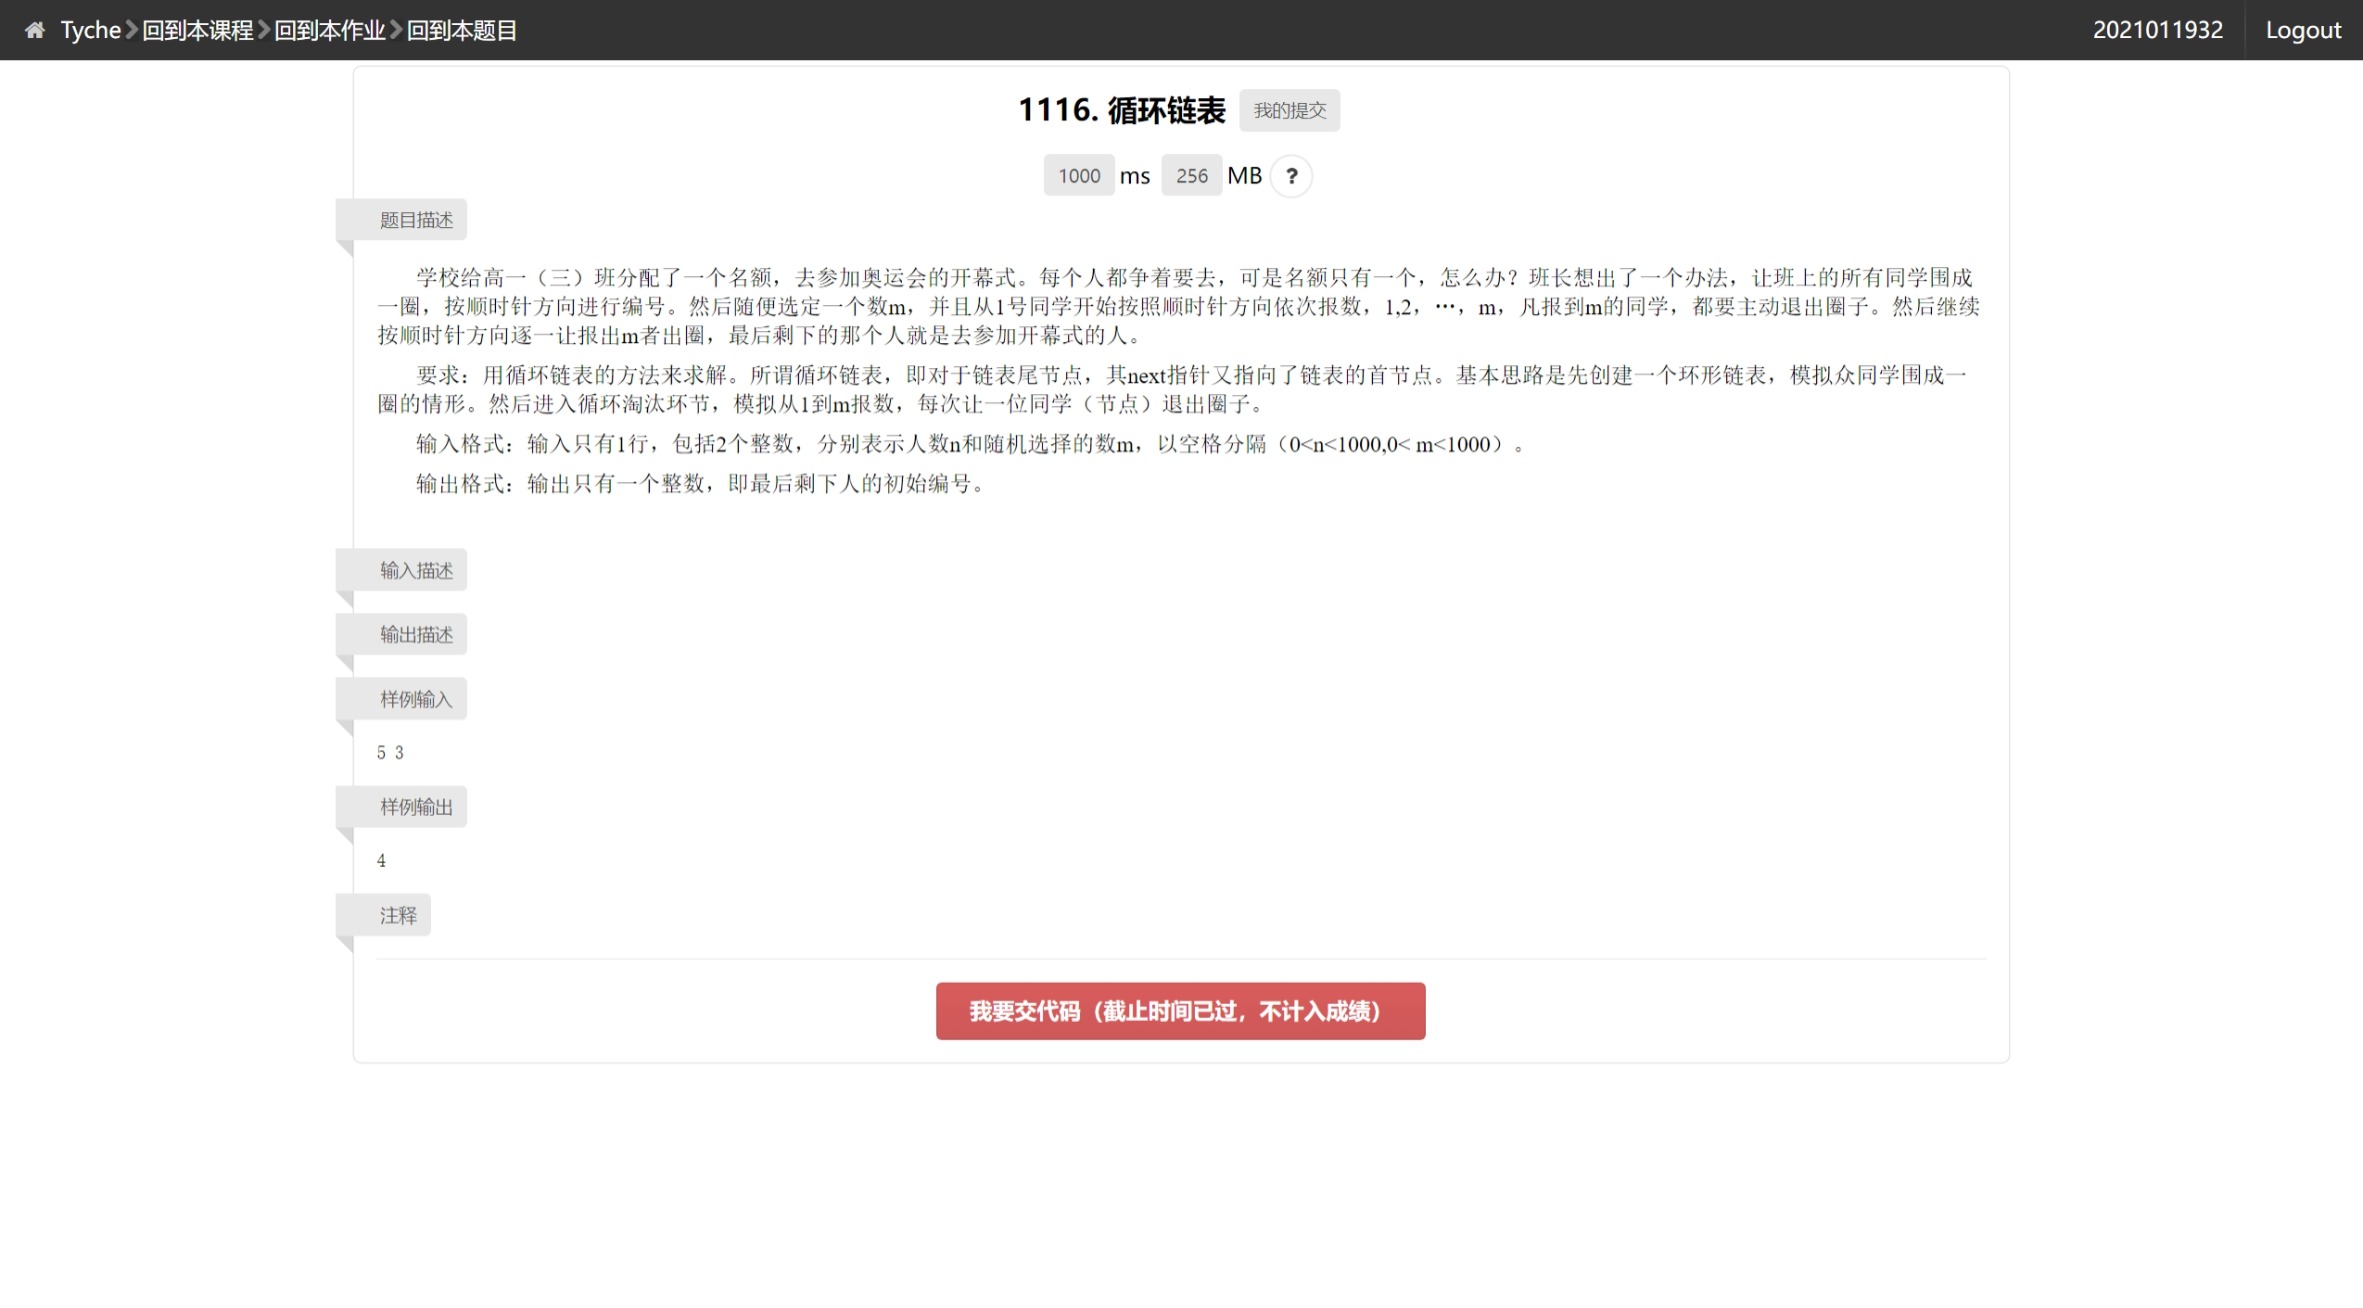 Tyche 回到本课程 回到本作业 回到本题目 2021011932 Logout
1116. 循环链表 我的提交
1000 ms 256 MB ?
题目描述
学校给高一（三）班分配了一个名额，去参加奥运会的开幕式。每个人都争着要去，可是名额只有一个，怎么办？班长想出了一个办法，让班上的所有同学围成
一圈，按顺时针方向进行编号。然后随便选定一个数m，并且从1号同学开始按照顺时针方向依次报数，1,2，…，m，凡报到m的同学，都要主动退出圈子。然后继续
按顺时针方向逐一让报出m者出圈，最后剩下的那个人就是去参加开幕式的人。
要求：用循环链表的方法来求解。所谓循环链表，即对于链表尾节点，其next指针又指向了链表的首节点。基本思路是先创建一个环形链表，模拟众同学围成一
圈的情形。然后进入循环淘汰环节，模拟从1到m报数，每次让一位同学（节点）退出圈子。
输入格式：输入只有1行，包括2个整数，分别表示人数n和随机选择的数m，以空格分隔（0<n<1000,0< m<1000）。
输出格式：输出只有一个整数，即最后剩下人的初始编号。
输入描述
输出描述
样例输入
5 3
样例输出
4
注释
我要交代码（截止时间已过，不计入成绩）